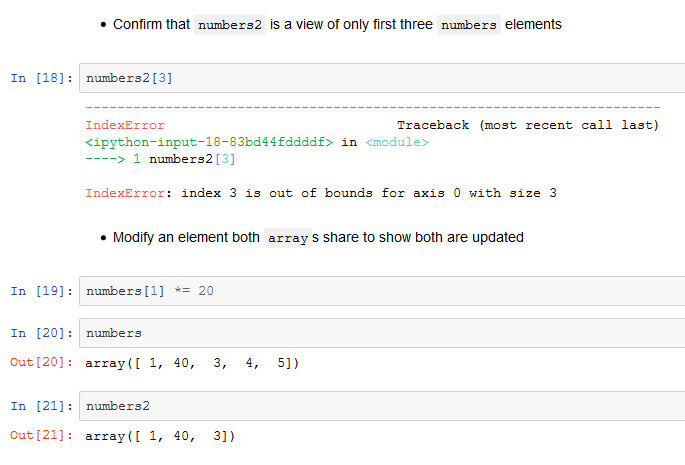 • Confirm that numbers2 is a view of only first three numbers elements
In [18]: numbers2[3]
---------------------------------------------------------------------------
IndexError                                Traceback (most recent call last)
<ipython-input-18-83bd44fddddf> in <module>
----> 1 numbers2[3]
IndexError: index 3 is out of bounds for axis 0 with size 3
• Modify an element both arrays share to show both are updated
In [19]: numbers[1] *= 20
In [20]: numbers
Out[20]: array([ 1, 40,  3,  4,  5])
In [21]: numbers2
Out[21]: array([ 1, 40,  3])